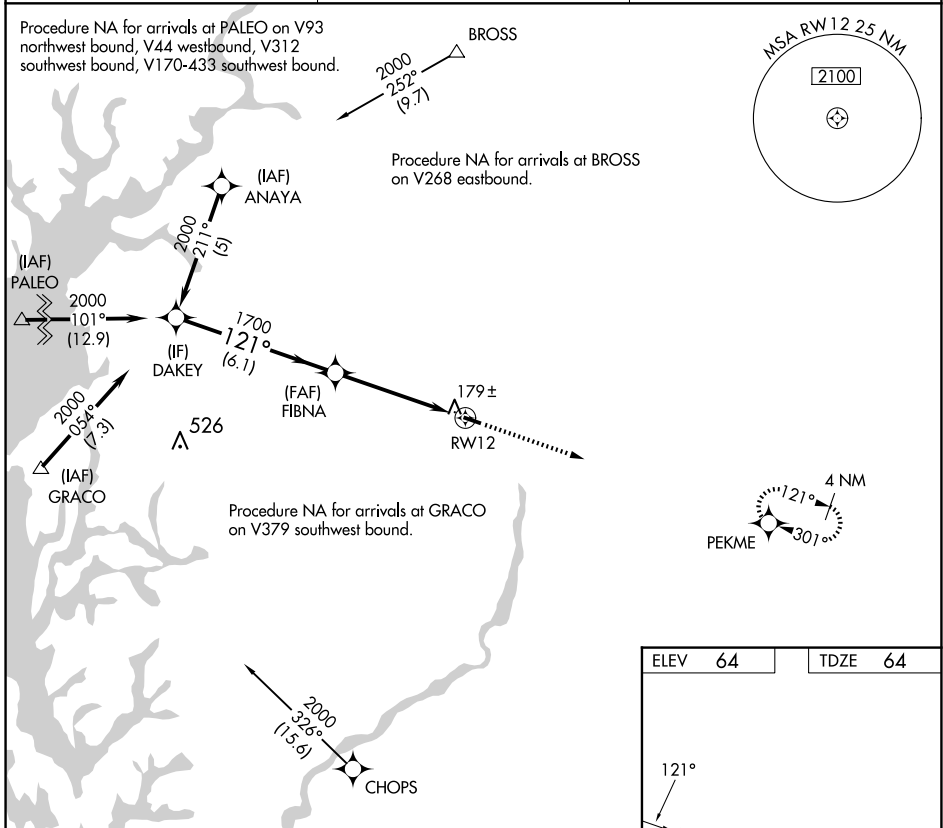 Procedure NA for arrivals at PALEO on V93
northwest bound, V44 westbound, V312
southwest bound, V170-433 southwest bound.
BROSS
2000
252°
(9.7)
MSA RW12 25 NM
2100
Procedure NA for arrivals at BROSS
on V268 eastbound.
(IAF)
ANAYA
2000
211°
(5)
(IAF)
PALEO
2000
101°
(12.9)
(IF)
DAKEY
1700
121°
(6.1)
(FAF)
FIBNA
179±
RW12
2000
054°
(7.3)
(IAF)
GRACO
526
Procedure NA for arrivals at GRACO
on V379 southwest bound.
4 NM
121°
301°
PEKME
2000
326°
(15.6)
CHOPS
ELEV 64
TDZE 64
121°